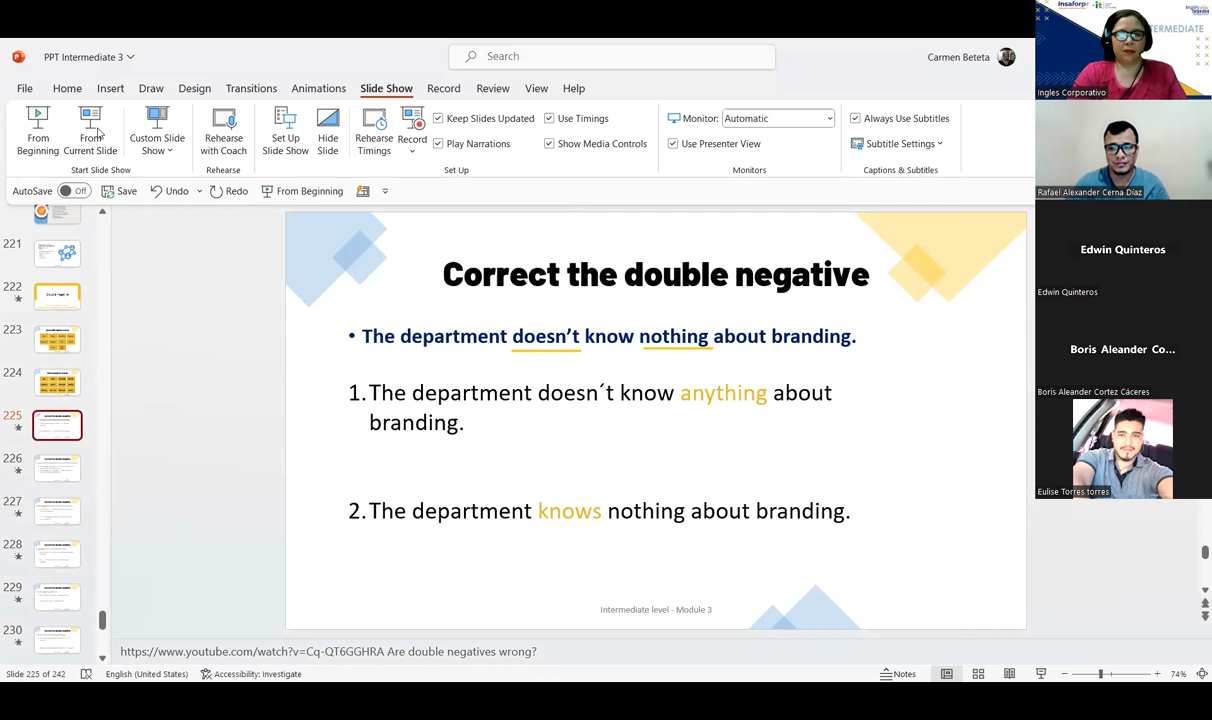 Insaforp
it
Inglés
TERMEDIATE
PPT Intermediate 3
Search
Carmen Beteta
File Home Insert Draw Design Transitions Animations Slide Show Record Review View Help
From Beginning
From Current Slide
Custom Slide Show
Rehearse with Coach
Set Up Slide Show
Hide Slide
Rehearse Timings
Record
Keep Slides Updated
Use Timings
Play Narrations
Show Media Controls
Monitor: Automatic
Use Presenter View
Always Use Subtitles
Subtitle Settings
Start Slide Show
Rehearse
Set Up
Monitors
Captions & Subtitles
AutoSave Off Save Undo Redo From Beginning
221
222
223
224
225
226
227
228
229
230
Correct the double negative
• The department doesn't know nothing about branding.
1. The department doesn´t know anything about
branding.
2. The department knows nothing about branding.
Intermediate level - Module 3
https://www.youtube.com/watch?v=Cq-QT6GGHRA Are double negatives wrong?
Slide 225 of 242 English (United States) Accessibility: Investigate Notes 74%
Ingles Corporativo
Rafael Alexander Cerna Díaz
Edwin Quinteros
Edwin Quinteros
Boris Aleander Co...
Boris Aleander Cortez Cáceres
Eulise Torres torres